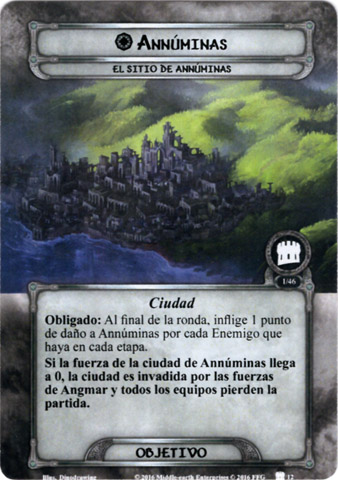 Annúminas
El sitio de Annúminas
1/46
Ciudad
Obligado: Al final de la ronda, inflige 1 punto
de daño a Annúminas por cada Enemigo que
haya en cada etapa.
Si la fuerza de la ciudad de Annúminas llega
a 0, la ciudad es invadida por las fuerzas
de Angmar y todos los equipos pierden la
partida.
Objetivo
Illus. Dinodrawing © 2016 Middle-earth Enterprises © 2016 FFG 12